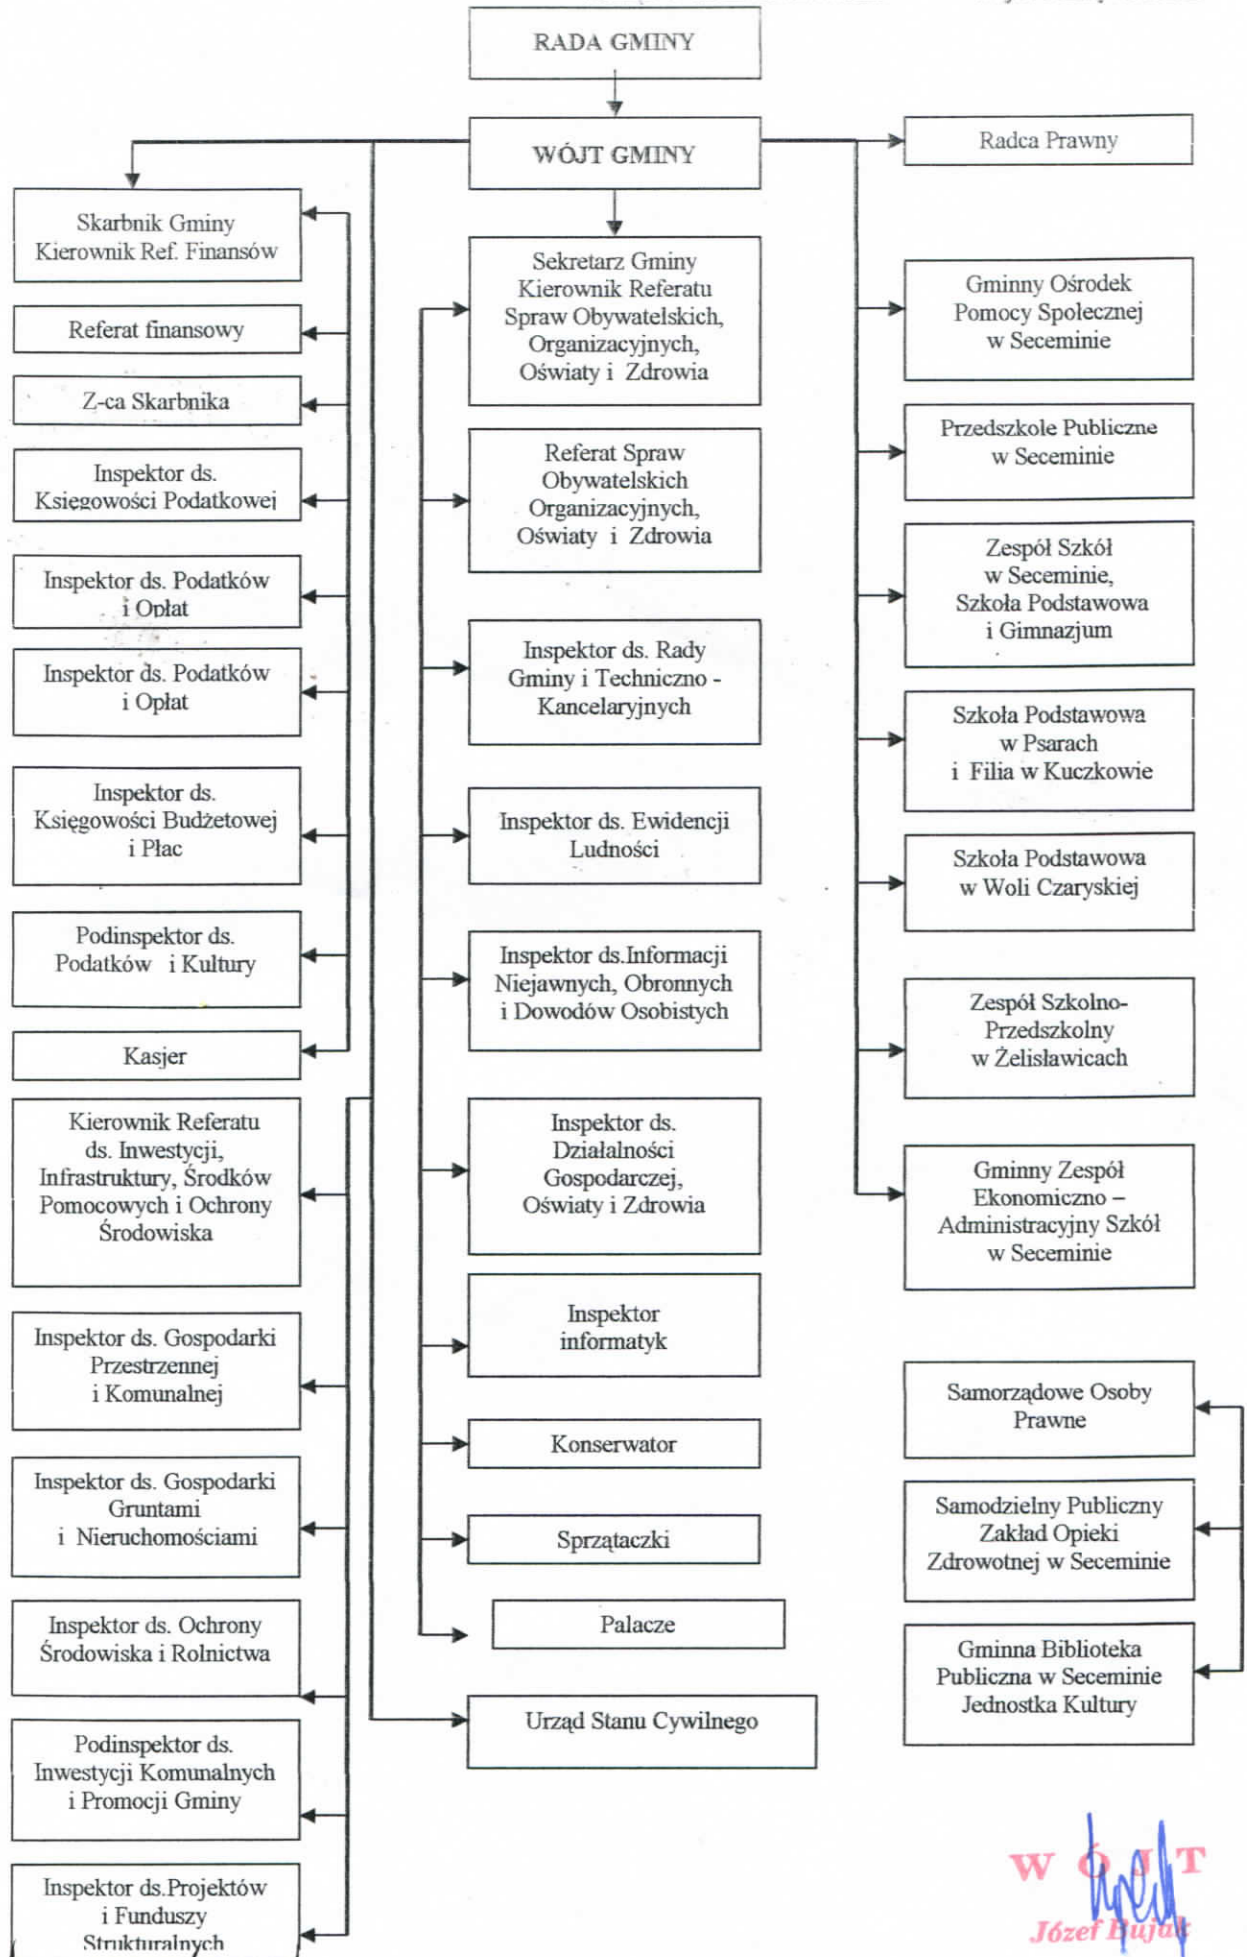 RADA GMINY
WÓJT GMINY
Radca Prawny
Skarbnik Gminy
Kierownik Ref. Finansów
Referat finansowy
Z-ca Skarbnika
Inspektor ds.
Księgowości Podatkowej
Inspektor ds. Podatków
i Opłat
Inspektor ds. Podatków
i Opłat
Inspektor ds.
Księgowości Budżetowej
i Płac
Podinspektor ds.
Podatków i Kultury
Kasjer
Kierownik Referatu
ds. Inwestycji,
Infrastruktury, Środków
Pomocowych i Ochrony
Środowiska
Inspektor ds. Gospodarki
Przestrzennej
i Komunalnej
Inspektor ds. Gospodarki
Gruntami
i Nieruchomościami
Inspektor ds. Ochrony
Środowiska i Rolnictwa
Podinspektor ds.
Inwestycji Komunalnych
i Promocji Gminy
Inspektor ds.Projektów
i Funduszy
Strukturalnych
Sekretarz Gminy
Kierownik Referatu
Spraw Obywatelskich,
Organizacyjnych,
Oświaty i Zdrowia
Referat Spraw
Obywatelskich
Organizacyjnych,
Oświaty i Zdrowia
Inspektor ds. Rady
Gminy i Techniczno -
Kancelaryjnych
Inspektor ds. Ewidencji
Ludności
Inspektor ds.Informacji
Niejawnych, Obronnych
i Dowodów Osobistych
Inspektor ds.
Działalności
Gospodarczej,
Oświaty i Zdrowia
Inspektor
informatyk
Konserwator
Sprzątaczki
Palacze
Urząd Stanu Cywilnego
Gminny Ośrodek
Pomocy Społecznej
w Seceminie
Przedszkole Publiczne
w Seceminie
Zespół Szkół
w Seceminie,
Szkoła Podstawowa
i Gimnazjum
Szkoła Podstawowa
w Psarach
i Filia w Kuczkowie
Szkoła Podstawowa
w Woli Czaryskiej
Zespół Szkolno-
Przedszkolny
w Żelisławicach
Gminny Zespół
Ekonomiczno –
Administracyjny Szkół
w Seceminie
Samorządowe Osoby
Prawne
Samodzielny Publiczny
Zakład Opieki
Zdrowotnej w Seceminie
Gminna Biblioteka
Publiczna w Seceminie
Jednostka Kultury
WÓJT
Józef Bujak